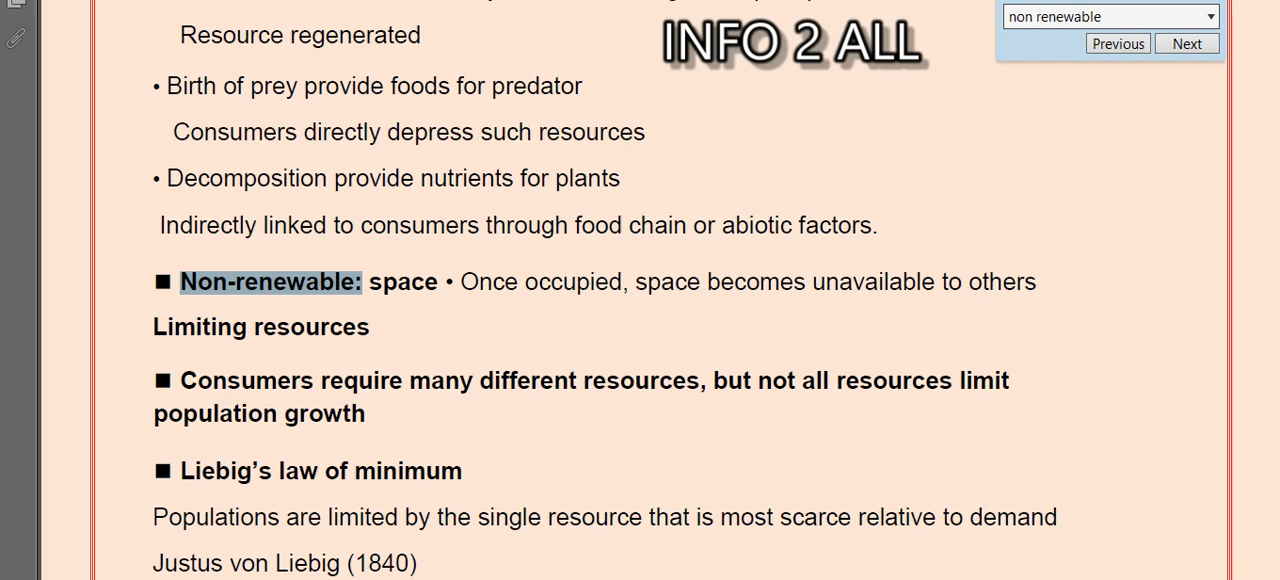 Resource regenerated
INFO 2 ALL
non renewable
Previous Next
• Birth of prey provide foods for predator
Consumers directly depress such resources
• Decomposition provide nutrients for plants
Indirectly linked to consumers through food chain or abiotic factors.
■ Non-renewable: space • Once occupied, space becomes unavailable to others
Limiting resources
■ Consumers require many different resources, but not all resources limit
population growth
■ Liebig’s law of minimum
Populations are limited by the single resource that is most scarce relative to demand
Justus von Liebig (1840)